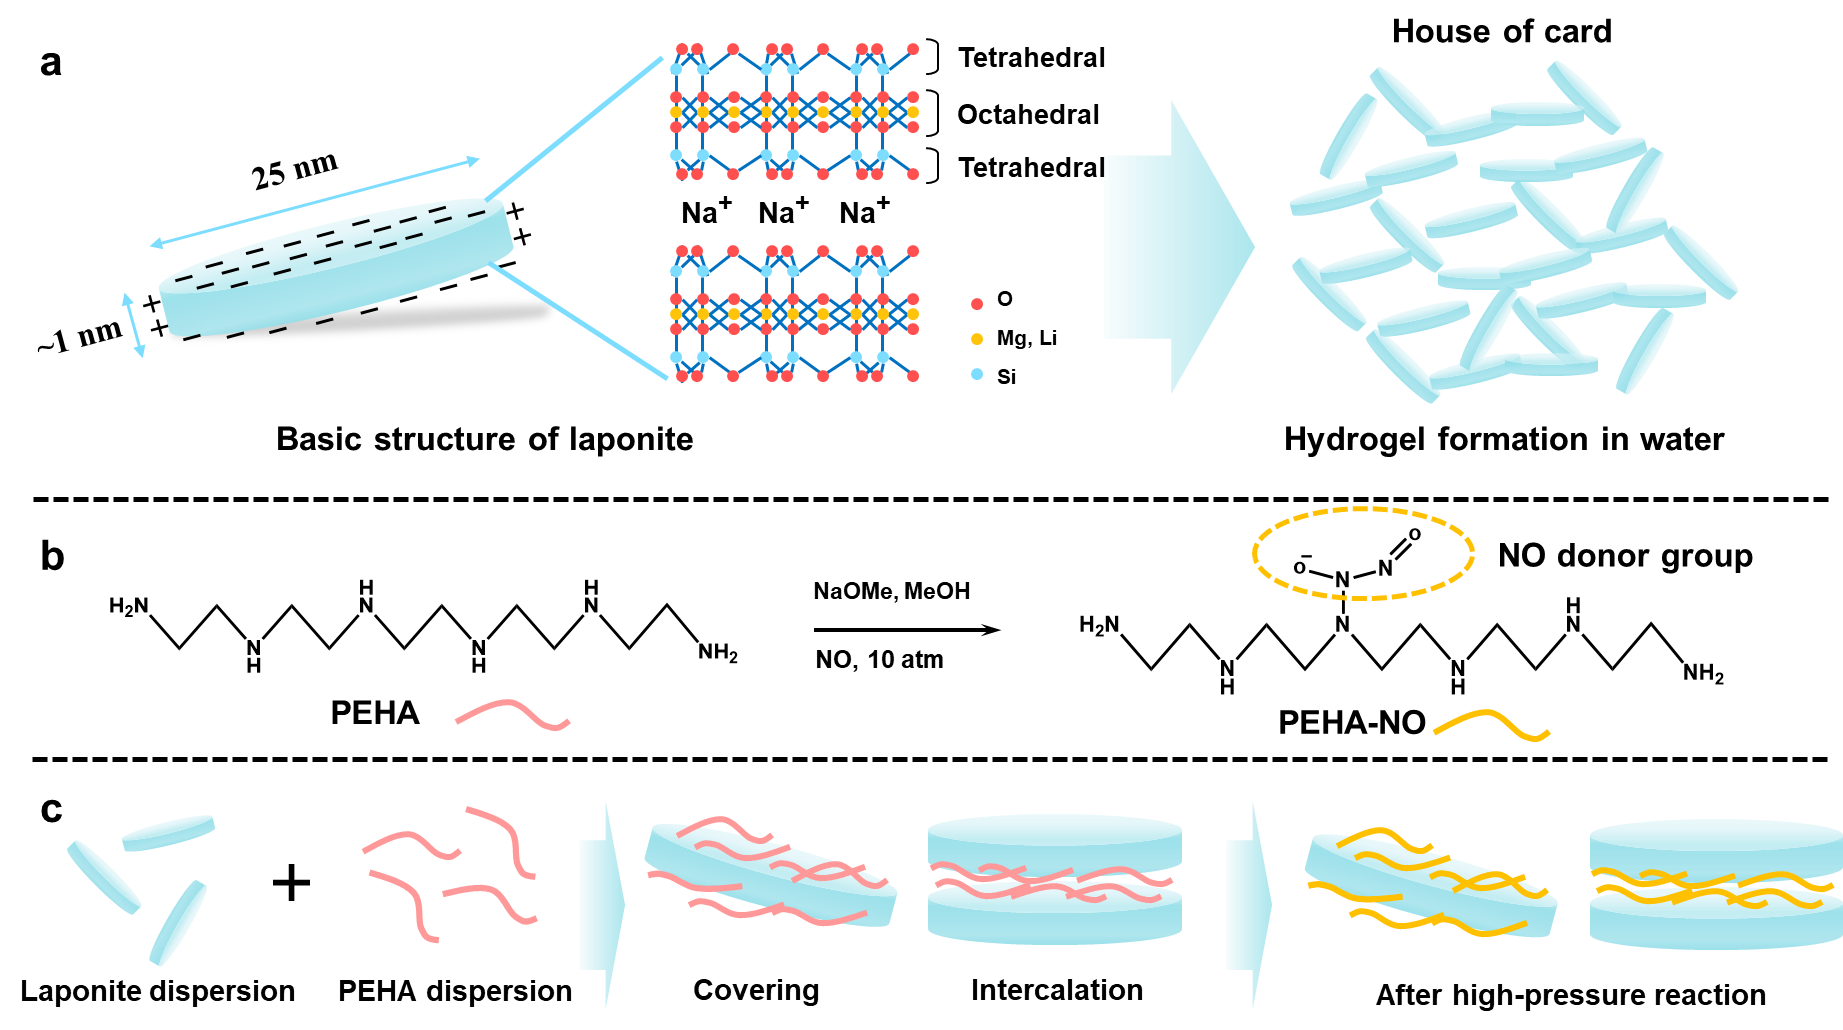 a
25 nm
~1 nm
+
+
+
+
Tetrahedral
Octahedral
Tetrahedral
Na⁺ Na⁺ Na⁺
O
Mg, Li
Si
House of card
Basic structure of laponite
Hydrogel formation in water
b
H₂N
N
H
H
N
N
H
H
N
NH₂
PEHA
NaOMe, MeOH
NO, 10 atm
O⁻
N
N
O
NO donor group
H₂N
N
H
N
N
H
H
N
NH₂
PEHA-NO
c
+
Laponite dispersion
PEHA dispersion
Covering
Intercalation
After high-pressure reaction